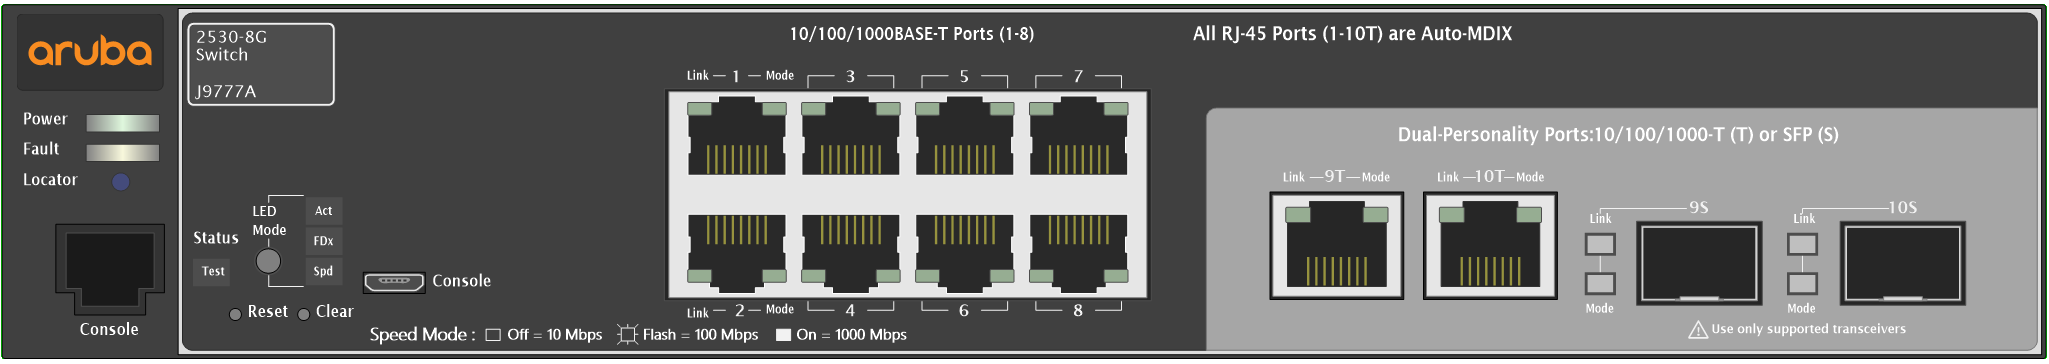 aruba
2530-8G
Switch
J9777A
10/100/1000BASE-T Ports (1-8)
All RJ-45 Ports (1-10T) are Auto-MDIX
Power
Fault
Locator
Console
Status
Test
LED
Mode
Act
FDx
Spd
Reset
Clear
Console
Link 1 Mode
3
5
7
Link 2 Mode
4
6
8
Speed Mode : Off = 10 Mbps Flash = 100 Mbps On = 1000 Mbps
Dual-Personality Ports:10/100/1000-T (T) or SFP (S)
Link 9T Mode
Link 10T Mode
9S
Link
Mode
10S
Link
Mode
Use only supported transceivers